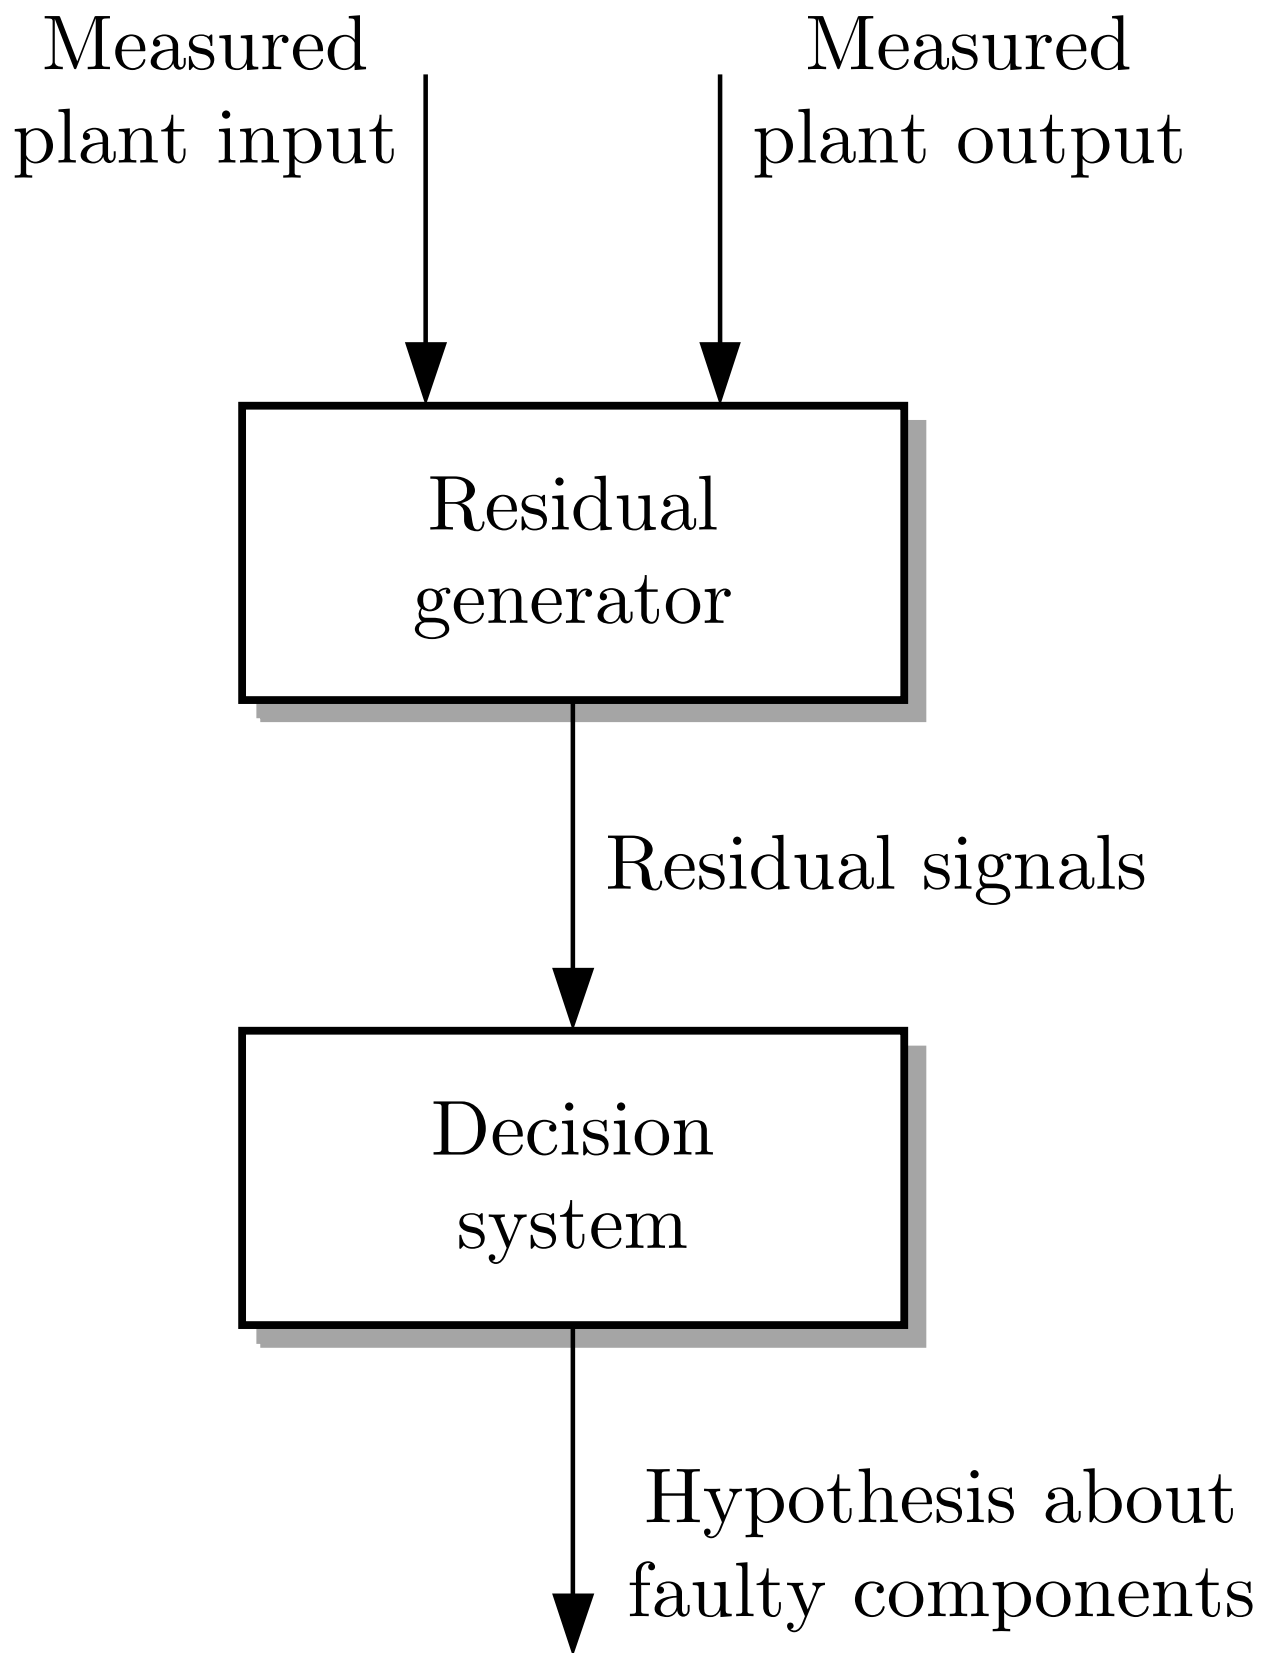 Measured
plant input
Measured
plant output
Residual
generator
Residual signals
Decision
system
Hypothesis about
faulty components